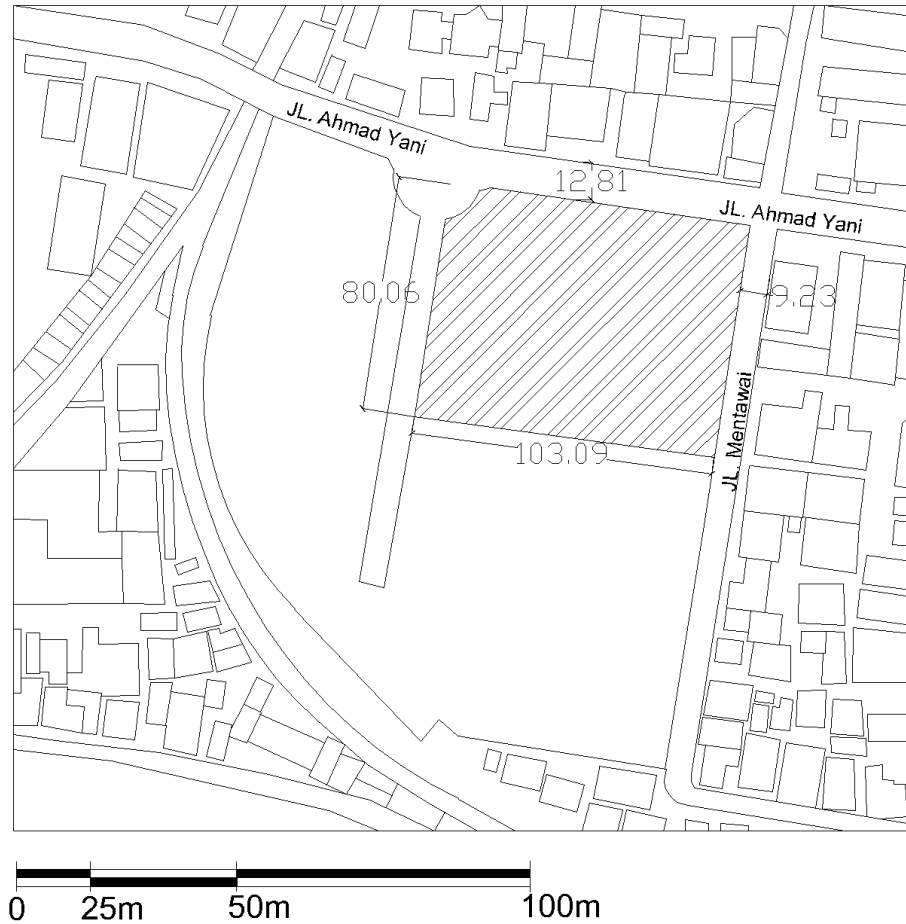 JL. Ahmad Yani
12.81
JL. Ahmad Yani
80.06
9.23
JL. Mentawai
103.09
0 25m 50m 100m